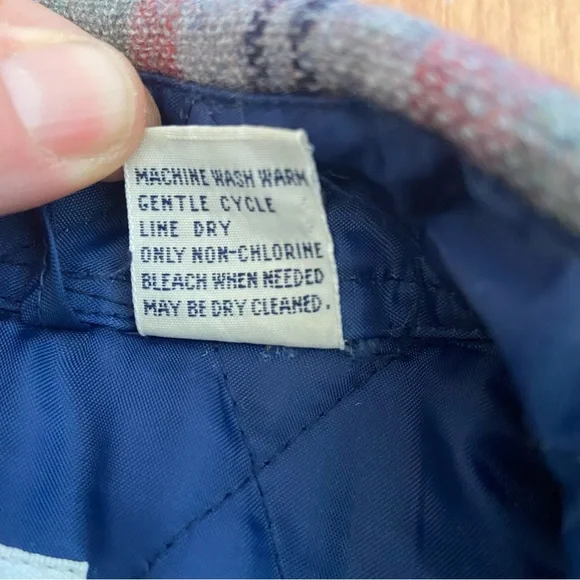 MACHINE WASH WARM
GENTLE CYCLE
LINE DRY
ONLY NON-CHLORINE
BLEACH WHEN NEEDED
MAY BE DRY CLEANED.